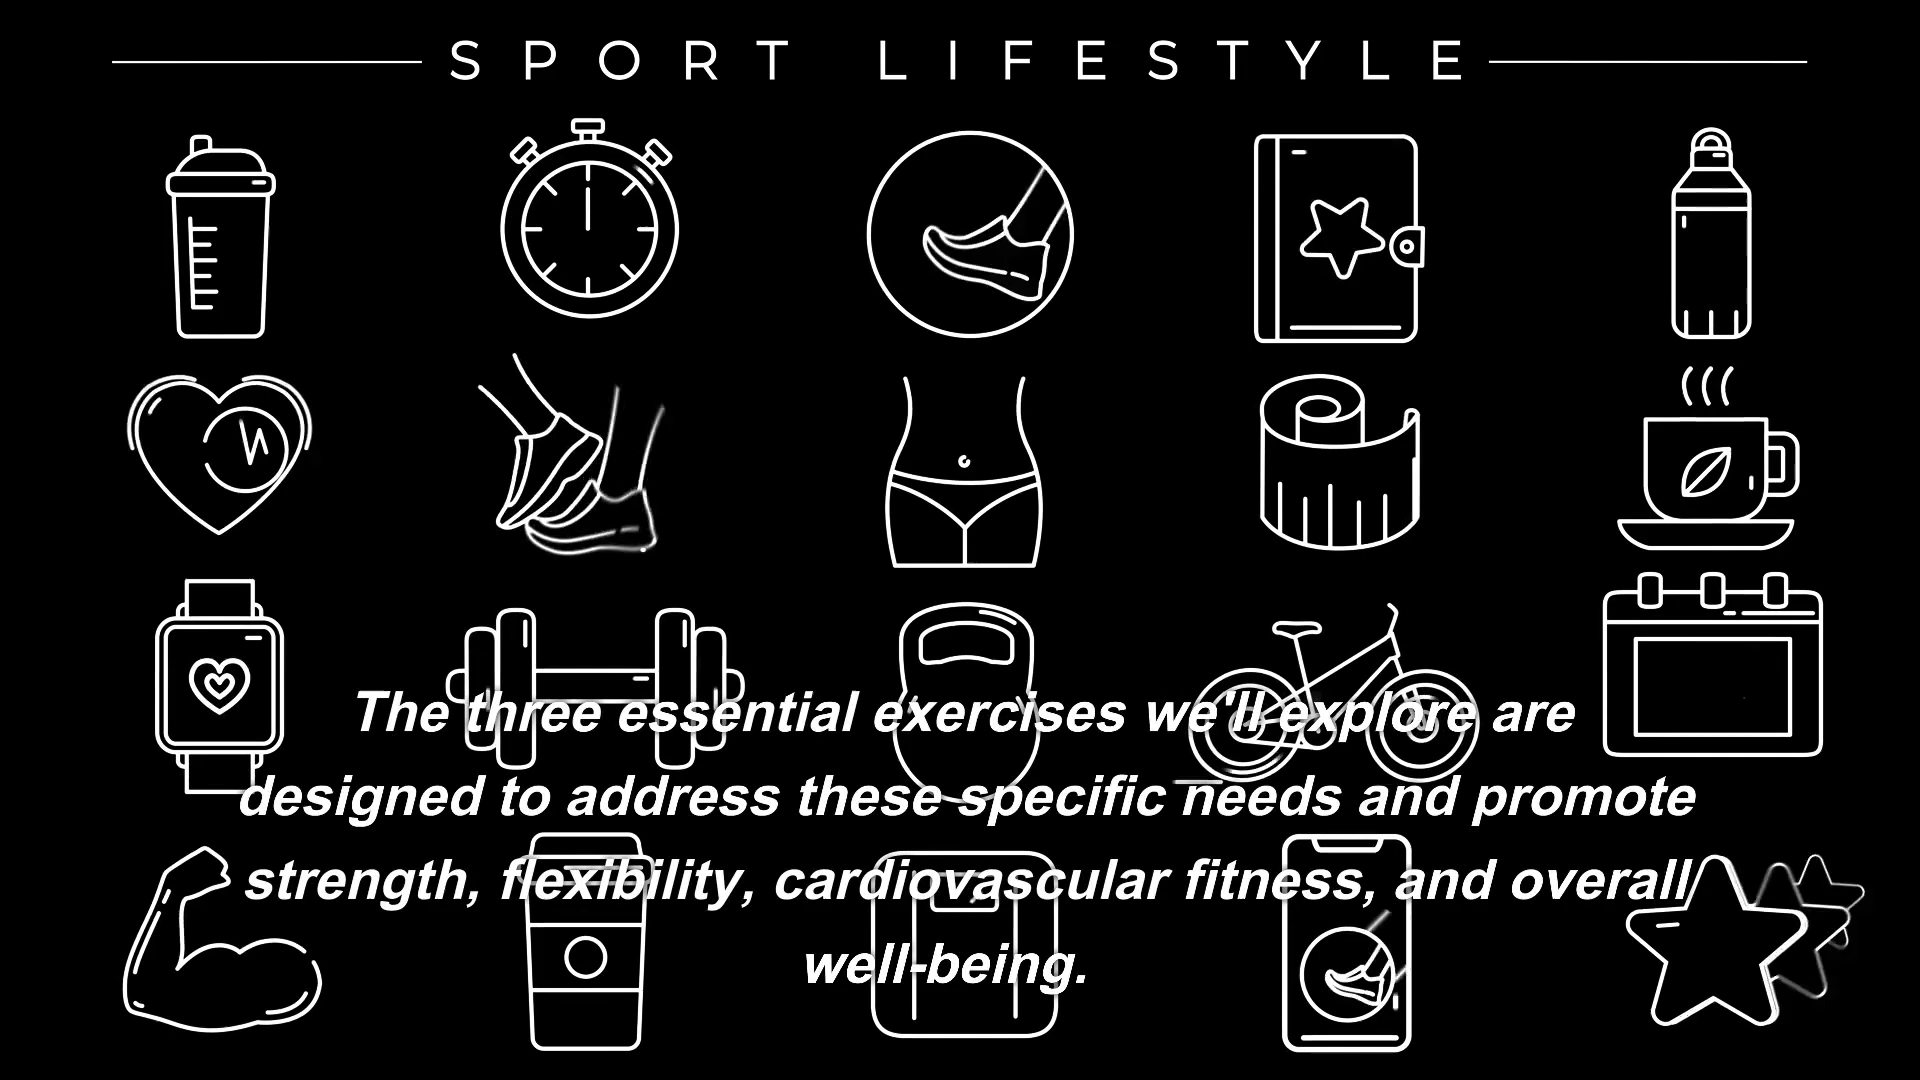 SPORT LIFESTYLE
The three essential exercises we'll explore are
designed to address these specific needs and promote
strength, flexibility, cardiovascular fitness, and overall
well-being.